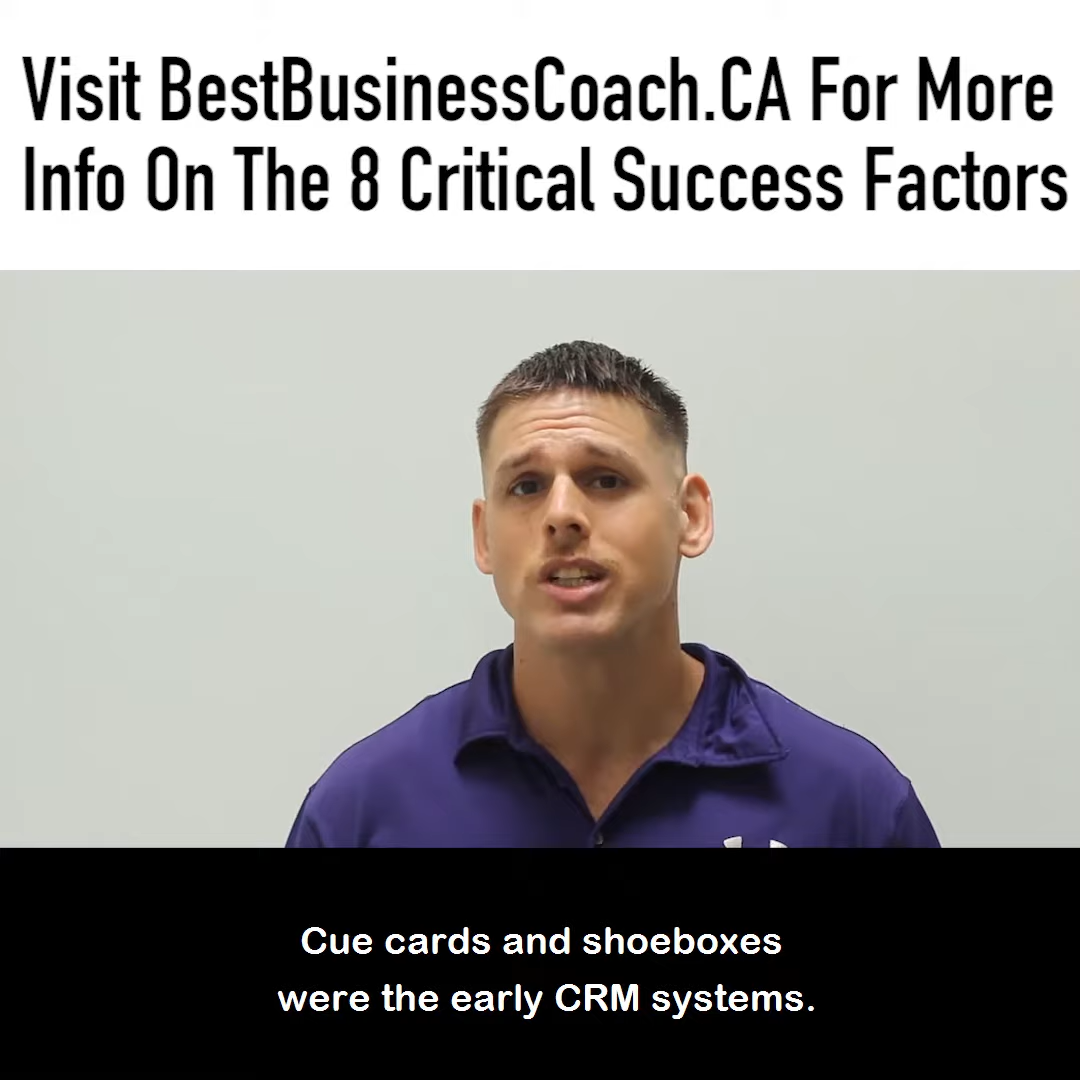 Visit BestBusinessCoach.CA For More
Info On The 8 Critical Success Factors
Cue cards and shoeboxes
were the early CRM systems.